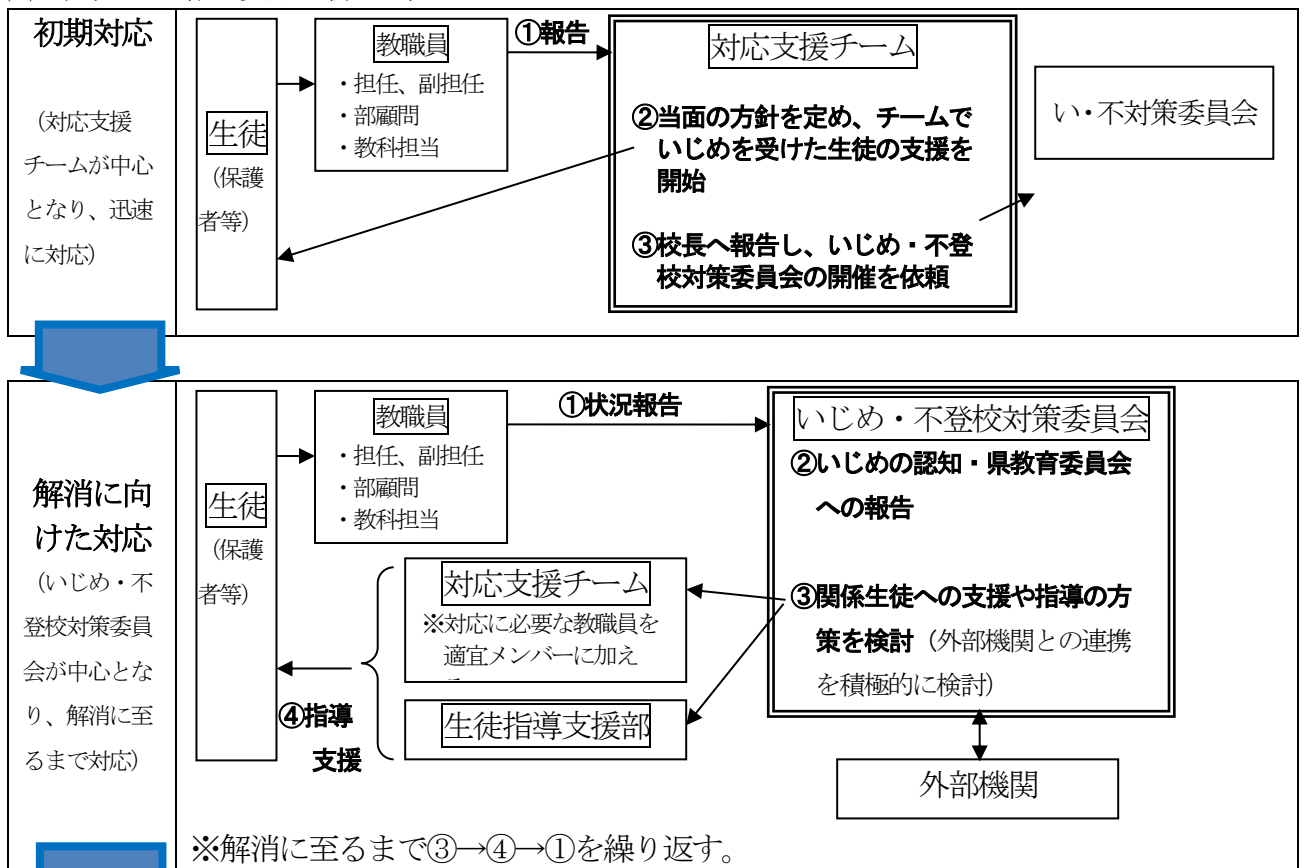 初期対応
(対応支援
チームが中心
となり、迅速
に対応)
生徒
(保護
者等)
教職員
・担任、副担任
・部顧問
・教科担当
①報告
対応支援チーム
②当面の方針を定め、チームで
いじめを受けた生徒の支援を
開始
③校長へ報告し、いじめ・不登
校対策委員会の開催を依頼
い・不対策委員会
解消に向
けた対応
(いじめ・不
登校対策委員
会が中心とな
り、解消に至
るまで対応)
生徒
(保護
者等)
教職員
・担任、副担任
・部顧問
・教科担当
①状況報告
いじめ・不登校対策委員会
②いじめの認知・県教育委員会
への報告
③関係生徒への支援や指導の方
策を検討(外部機関との連携
を積極的に検討)
対応支援チーム
※対応に必要な教職員を
適宜メンバーに加え
生徒指導支援部
④指導
支援
外部機関
※解消に至るまで③→④→①を繰り返す。